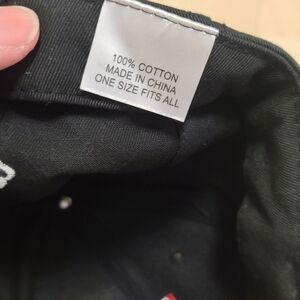 100% COTTON
MADE IN CHINA
ONE SIZE FITS ALL